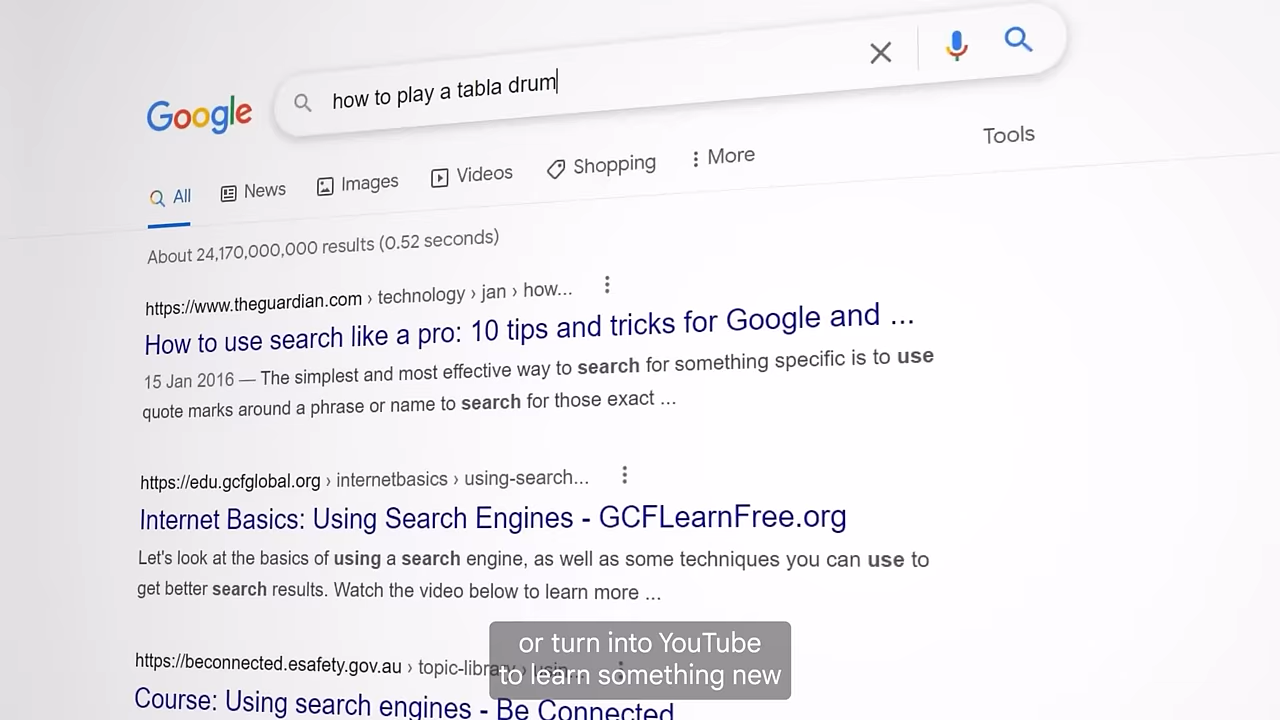 Google
how to play a tabla drum
All
News
Images
Videos
Shopping
More
Tools
About 24,170,000,000 results (0.52 seconds)
https://www.theguardian.com › technology › jan › how...
How to use search like a pro: 10 tips and tricks for Google and ...
15 Jan 2016 — The simplest and most effective way to search for something specific is to use
quote marks around a phrase or name to search for those exact ...
https://edu.gcfglobal.org › internetbasics › using-search...
Internet Basics: Using Search Engines - GCFLearnFree.org
Let's look at the basics of using a search engine, as well as some techniques you can use to
get better search results. Watch the video below to learn more ...
https://beconnected.esafety.gov.au › topic-library ›
Course: Using search engines - Be Connected
or turn into YouTube
to learn something new